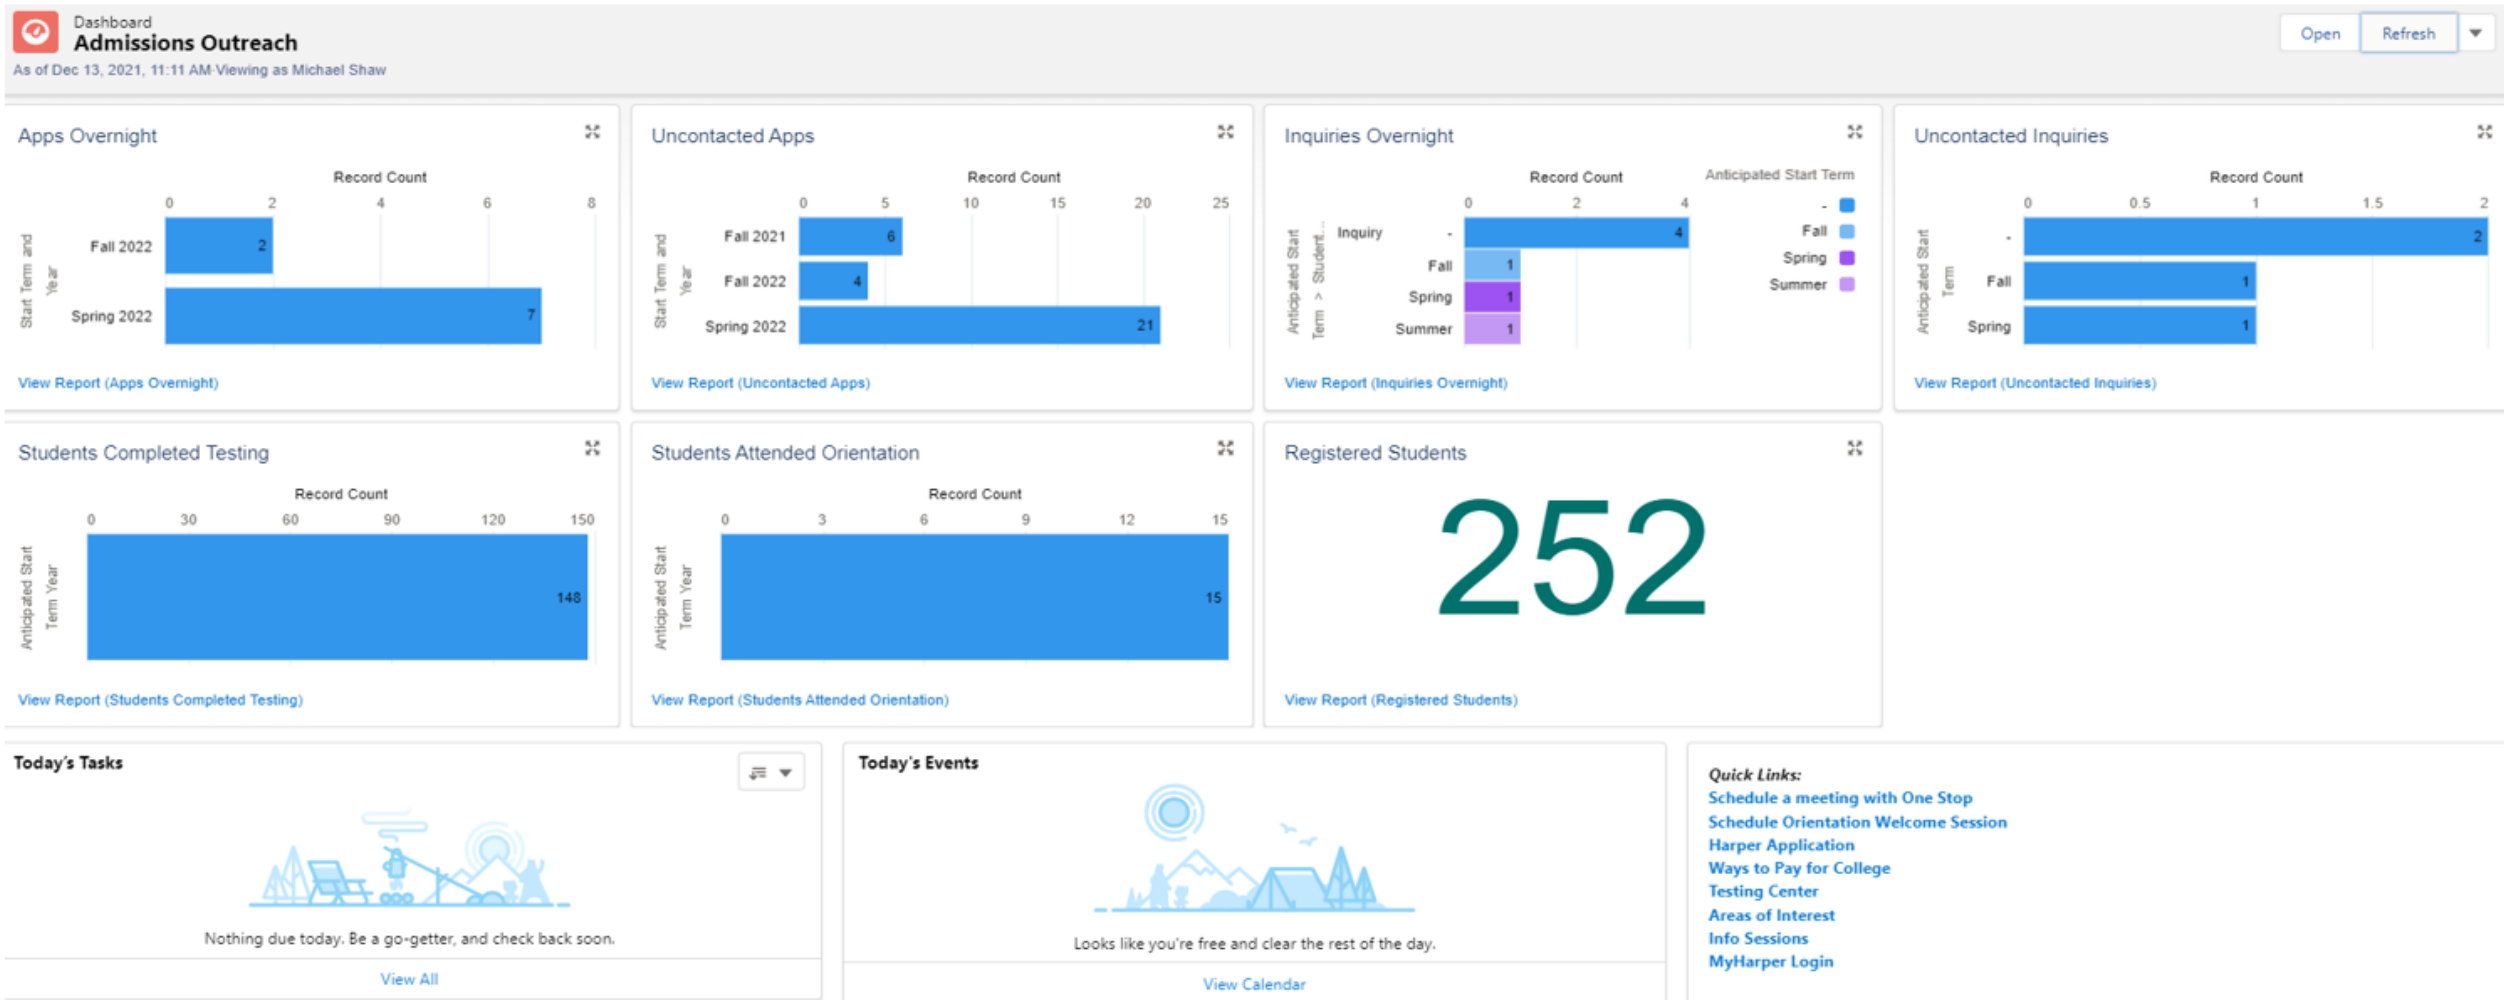 Dashboard
Admissions Outreach
As of Dec 13, 2021, 11:11 AM·Viewing as Michael Shaw
Open
Refresh
Apps Overnight
Record Count
0 2 4 6 8
Start Term and
Year
Fall 2022 2
Spring 2022 7
View Report (Apps Overnight)
Uncontacted Apps
Record Count
0 5 10 15 20 25
Start Term and
Year
Fall 2021 6
Fall 2022 4
Spring 2022 21
View Report (Uncontacted Apps)
Inquiries Overnight
Record Count
0 2 4
Anticipated Start
Term > Student...
Inquiry - 4
Fall 1
Spring 1
Summer 1
Anticipated Start Term
-
Fall
Spring
Summer
View Report (Inquiries Overnight)
Uncontacted Inquiries
Record Count
0 0.5 1 1.5 2
Anticipated Start
Term
- 2
Fall 1
Spring 1
View Report (Uncontacted Inquiries)
Students Completed Testing
Record Count
0 30 60 90 120 150
Anticipated Start
Term Year
148
View Report (Students Completed Testing)
Students Attended Orientation
Record Count
0 3 6 9 12 15
Anticipated Start
Term Year
15
View Report (Students Attended Orientation)
Registered Students
252
View Report (Registered Students)
Today's Tasks
Nothing due today. Be a go-getter, and check back soon.
View All
Today's Events
Looks like you're free and clear the rest of the day.
View Calendar
Quick Links:
Schedule a meeting with One Stop
Schedule Orientation Welcome Session
Harper Application
Ways to Pay for College
Testing Center
Areas of Interest
Info Sessions
MyHarper Login